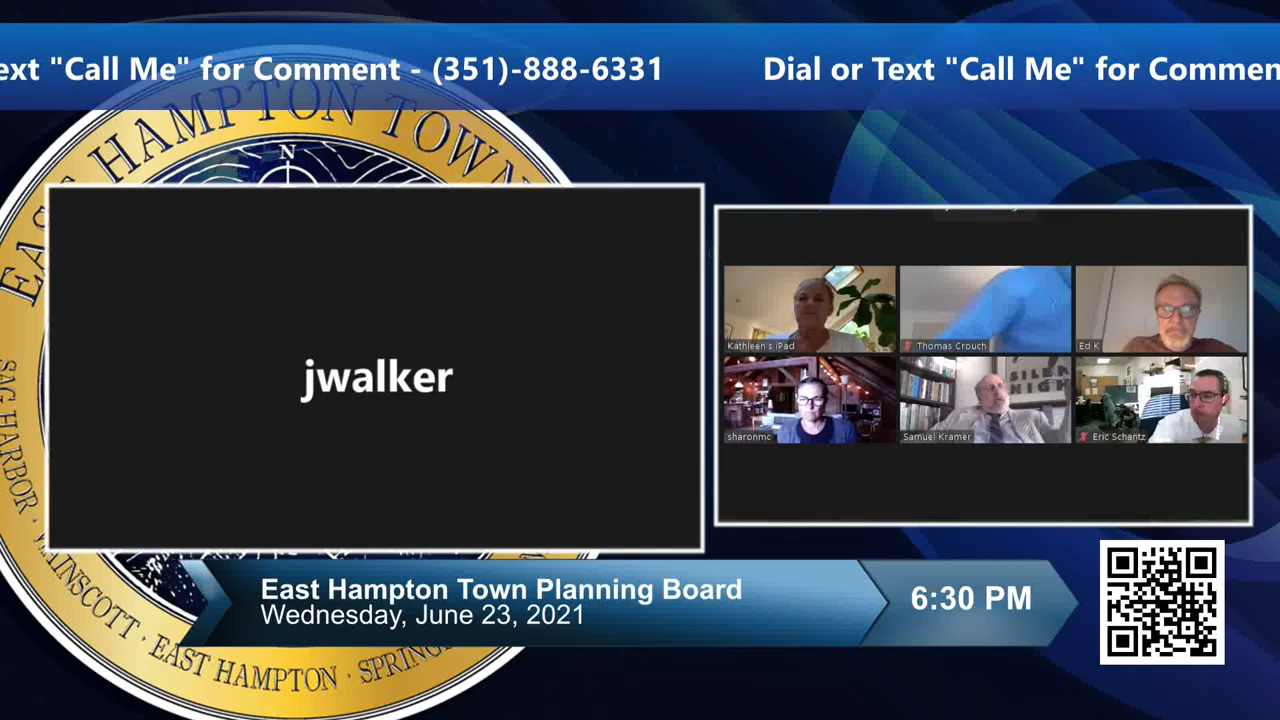 ext "Call Me" for Comment - (351)-888-6331
Dial or Text "Call Me" for Commen
EAST HAMPTON TOWN
N
jwalker
Kathleen's iPad
Thomas Crouch
Ed K
SILEN
HIGH
sharonmc
Samuel Kramer
Eric Schantz
SAG HARBOR · WAINSCOTT · EAST HAMPTON · SPRING
East Hampton Town Planning Board
Wednesday, June 23, 2021
6:30 PM